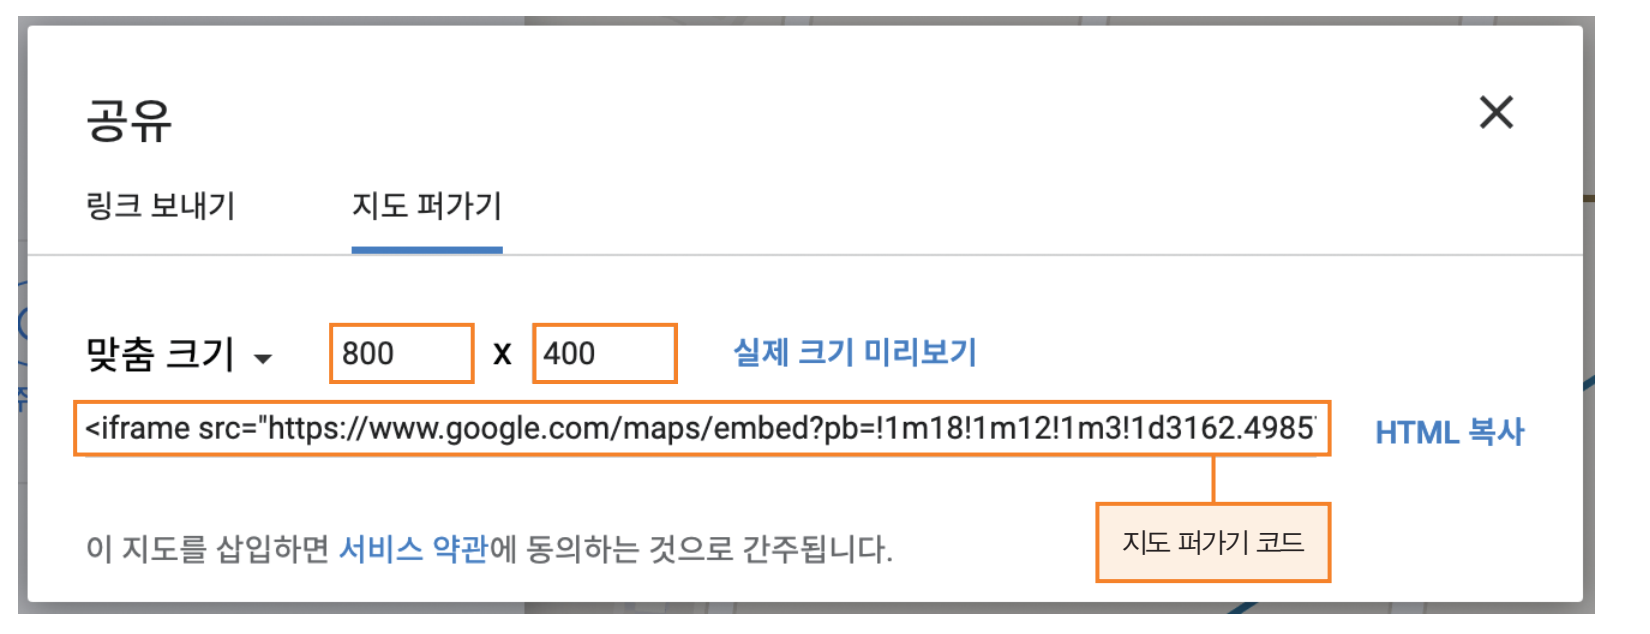 공유
링크 보내기 지도 퍼가기
맞춤 크기 800 X 400 실제 크기 미리보기
<iframe src="https://www.google.com/maps/embed?pb=!1m18!1m12!1m3!1d3162.4985 HTML 복사
지도 퍼가기 코드
이 지도를 삽입하면 서비스 약관에 동의하는 것으로 간주됩니다.